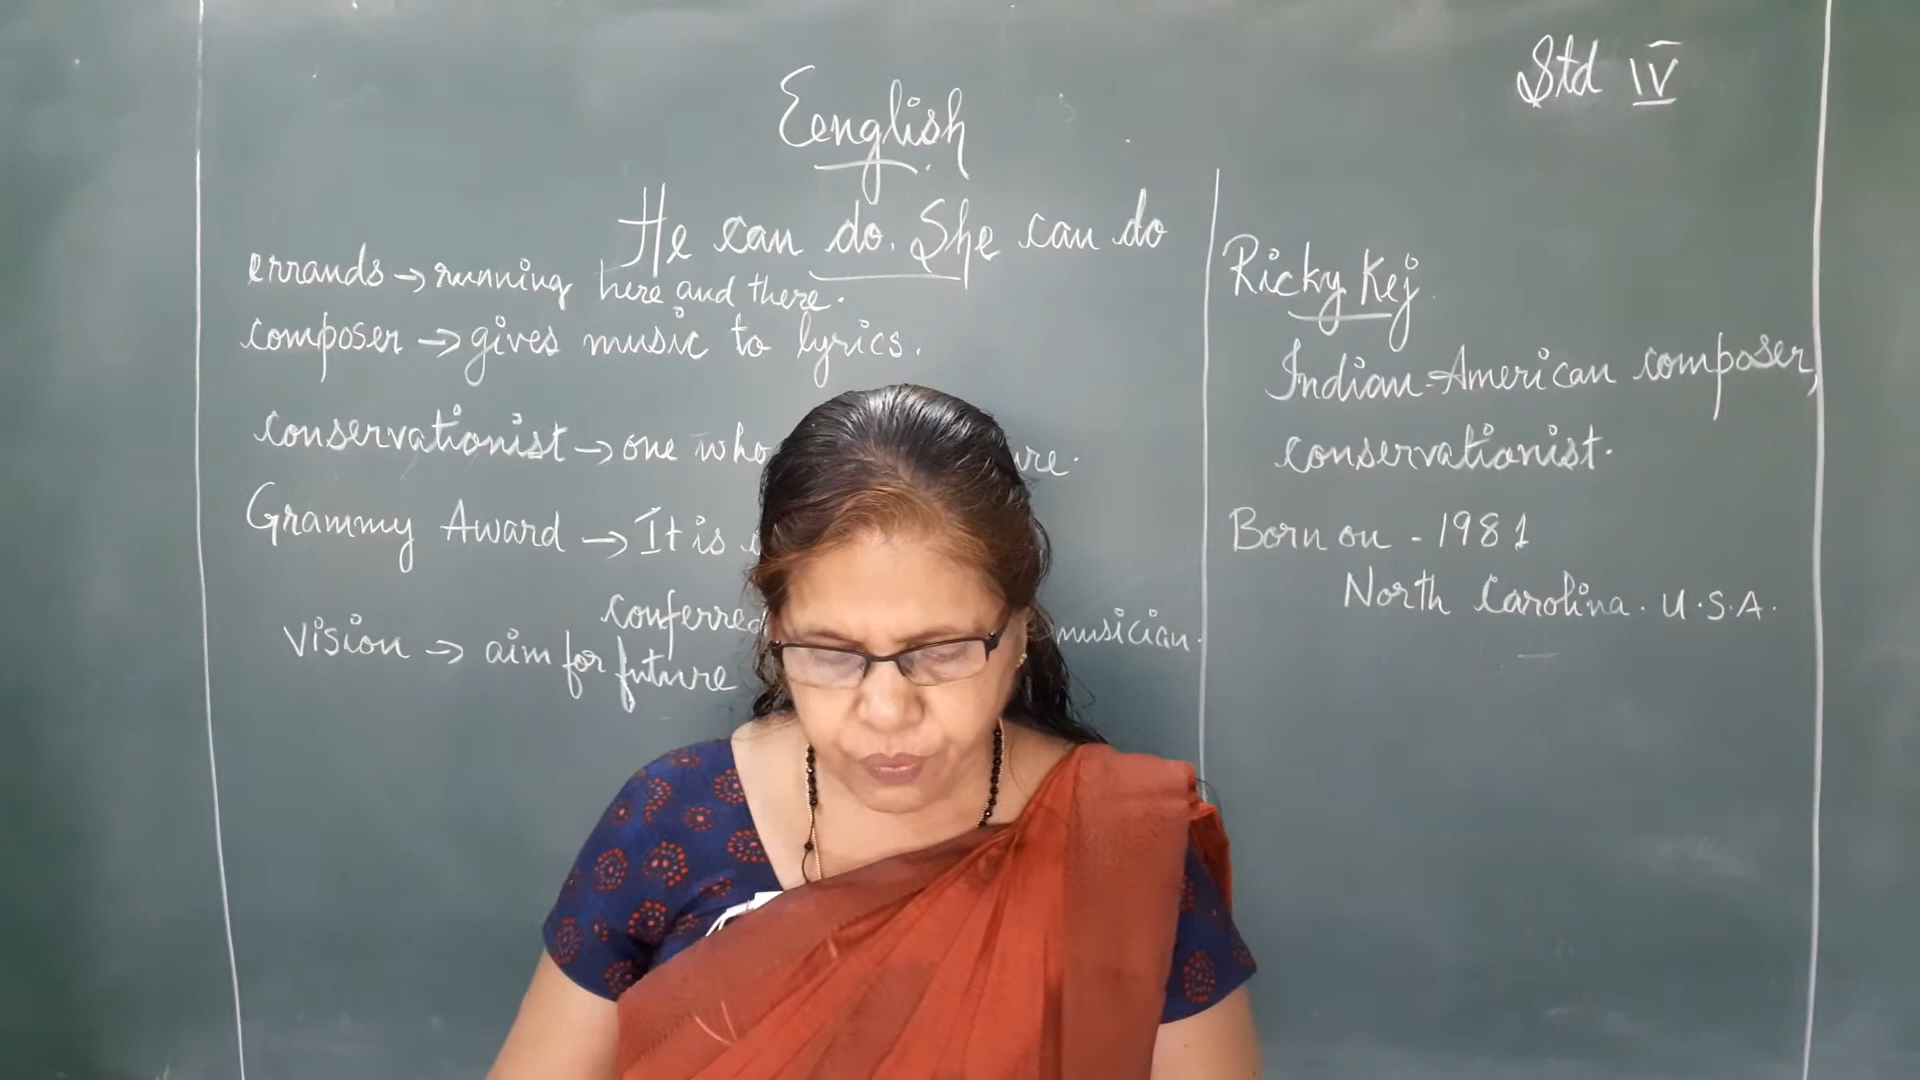 Std IV
Eenglish
He can do. She can do
errands → running here and there.
composer → gives music to lyrics.
conservationist → one who
Grammy Award → It is
conferred musician.
vision → aim for future
Ricky Kej
Indian-American composer,
conservationist.
Born on - 1981
North Carolina. U.S.A.